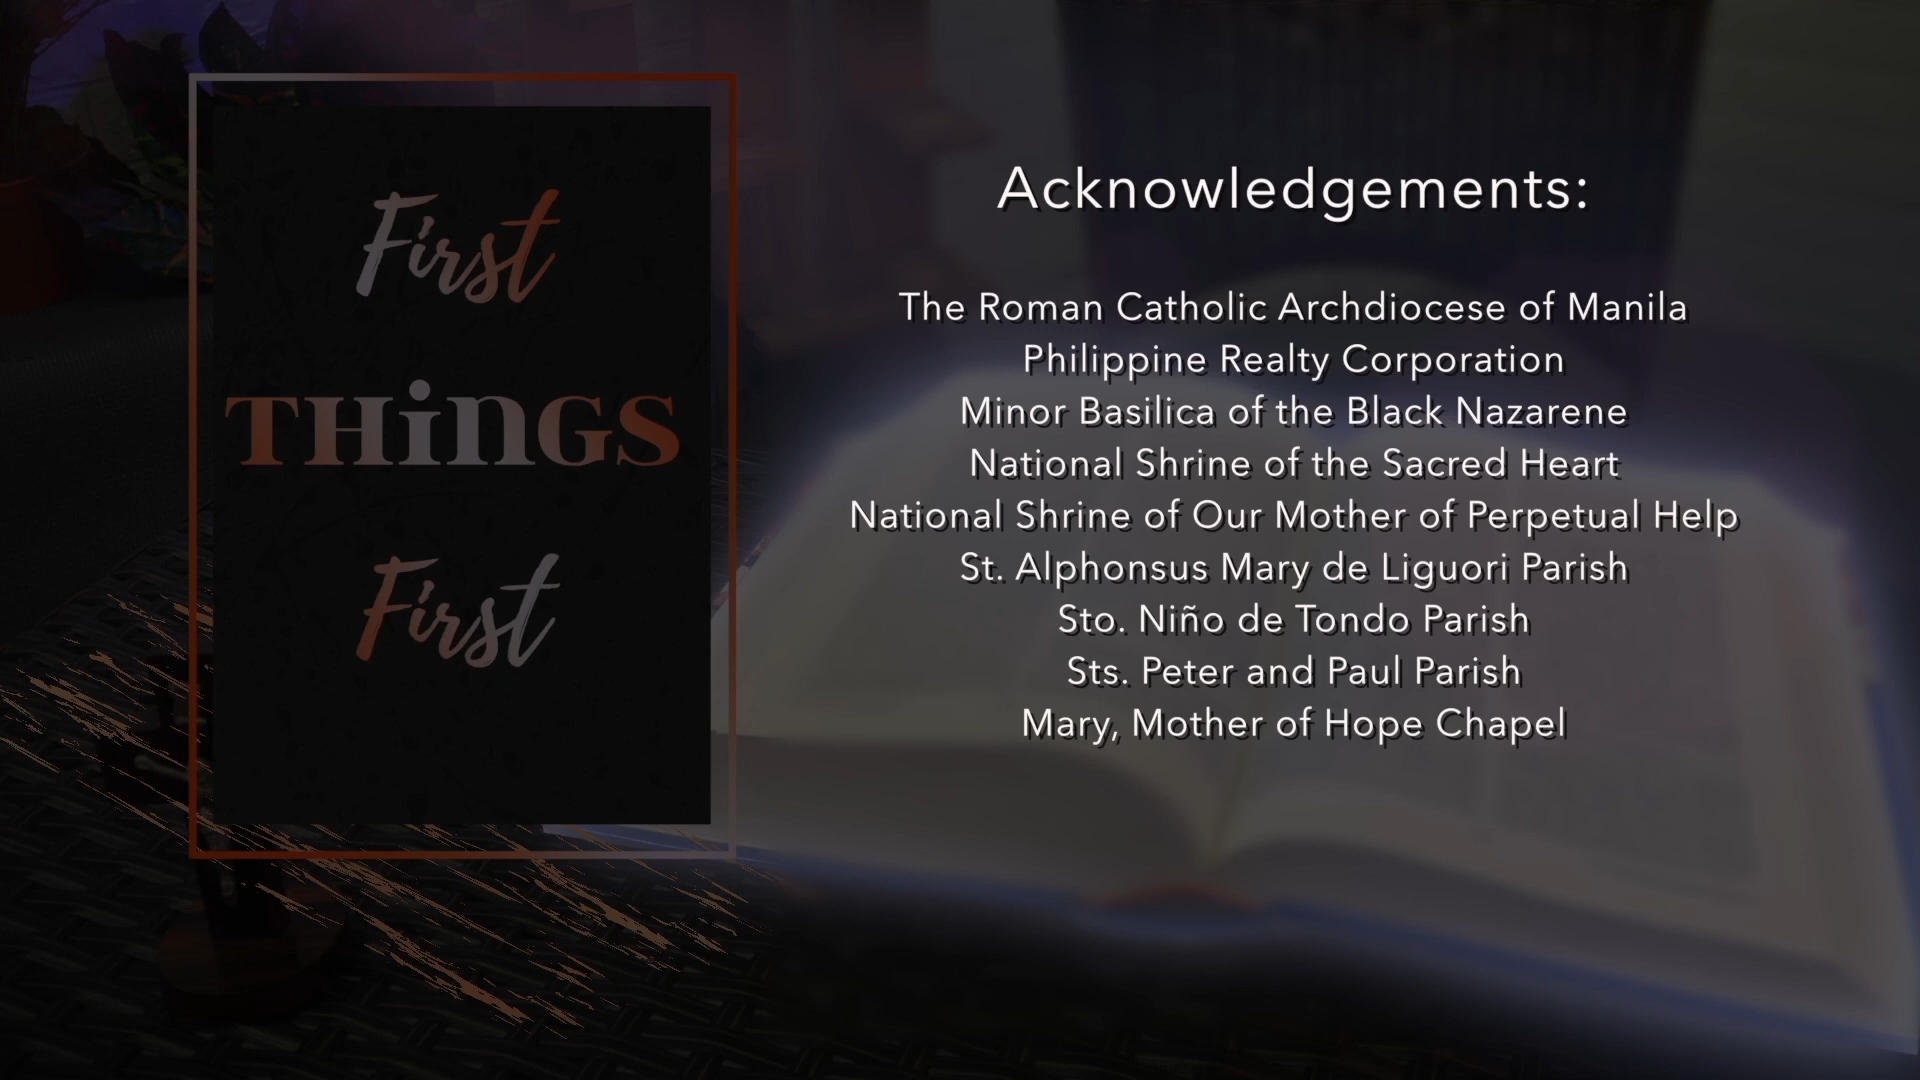 First
THiNGS
First
Acknowledgements:
The Roman Catholic Archdiocese of Manila
Philippine Realty Corporation
Minor Basilica of the Black Nazarene
National Shrine of the Sacred Heart
National Shrine of Our Mother of Perpetual Help
St. Alphonsus Mary de Liguori Parish
Sto. Niño de Tondo Parish
Sts. Peter and Paul Parish
Mary, Mother of Hope Chapel